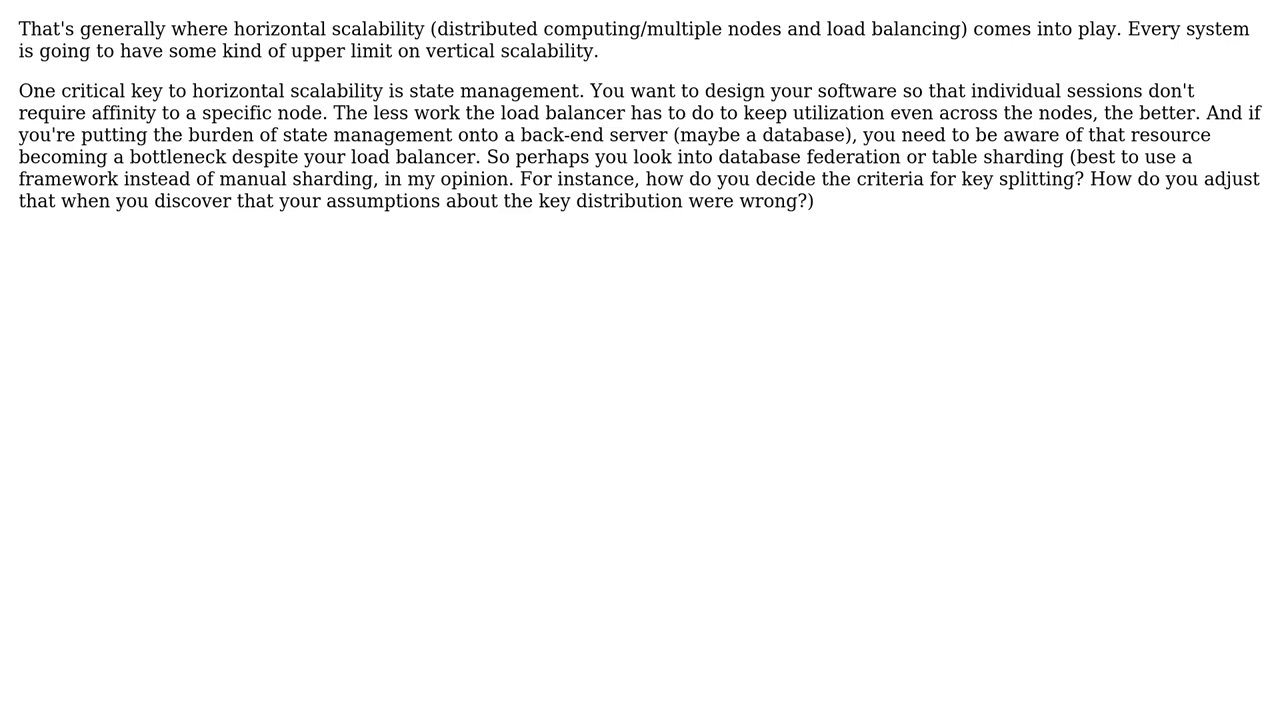 That's generally where horizontal scalability (distributed computing/multiple nodes and load balancing) comes into play. Every system
is going to have some kind of upper limit on vertical scalability.
One critical key to horizontal scalability is state management. You want to design your software so that individual sessions don't
require affinity to a specific node. The less work the load balancer has to do to keep utilization even across the nodes, the better. And if
you're putting the burden of state management onto a back-end server (maybe a database), you need to be aware of that resource
becoming a bottleneck despite your load balancer. So perhaps you look into database federation or table sharding (best to use a
framework instead of manual sharding, in my opinion. For instance, how do you decide the criteria for key splitting? How do you adjust
that when you discover that your assumptions about the key distribution were wrong?)